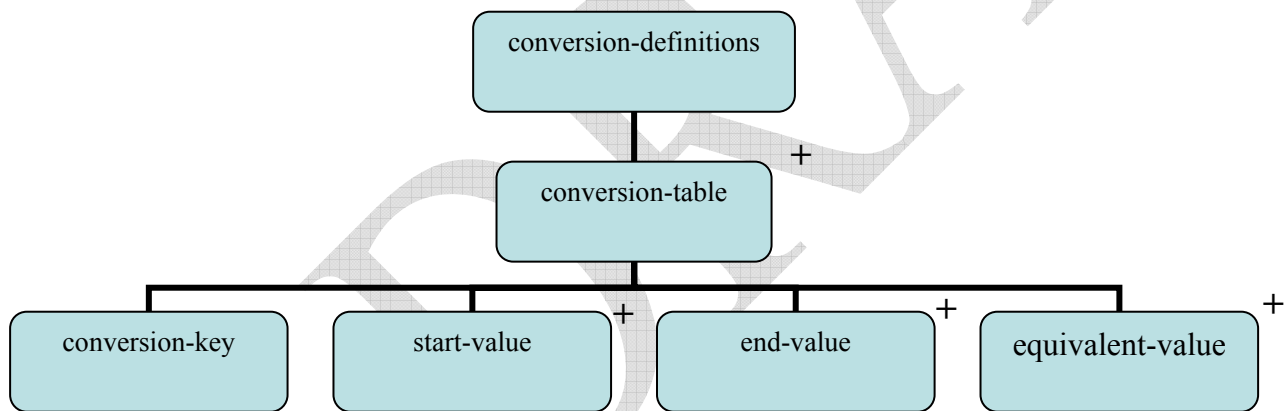 conversion-definitions
+
conversion-table
+
+
+
conversion-key
start-value
end-value
equivalent-value